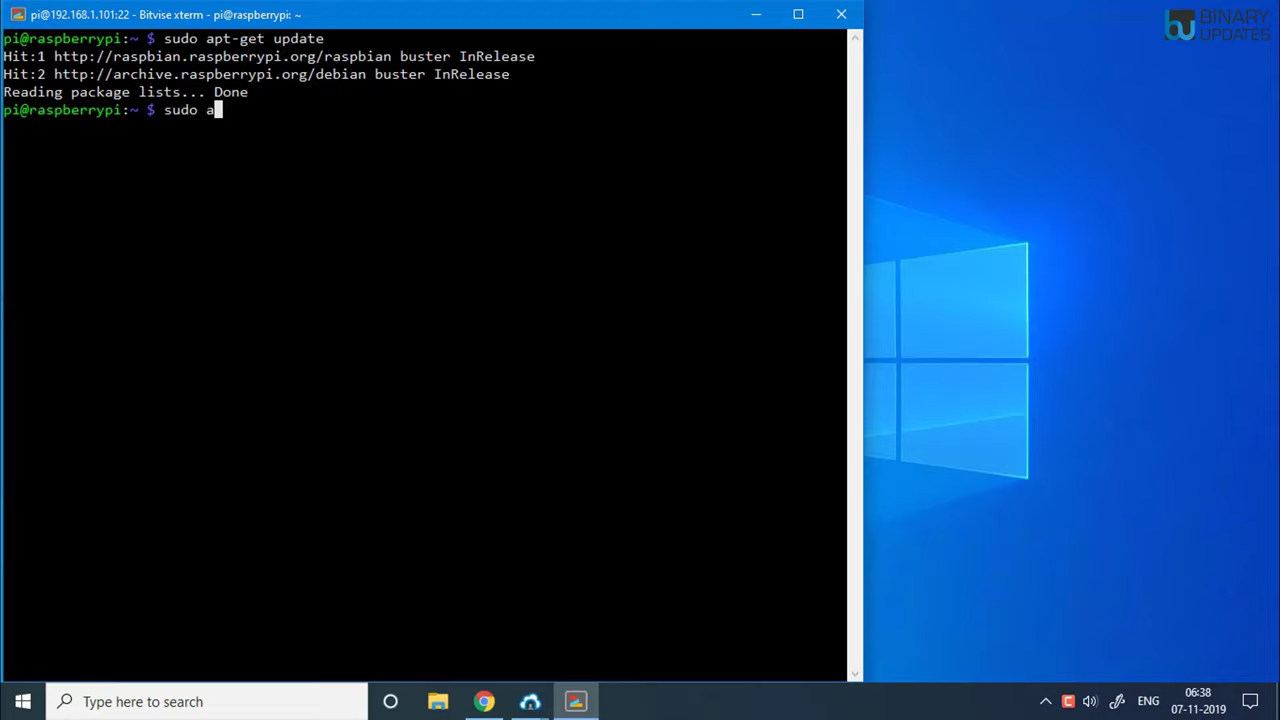 pi@192.168.1.101:22 - Bitvise xterm - pi@raspberrypi: ~
BINARY
UPDATES
pi@raspberrypi:~ $ sudo apt-get update
Hit:1 http://raspbian.raspberrypi.org/raspbian buster InRelease
Hit:2 http://archive.raspberrypi.org/debian buster InRelease
Reading package lists... Done
pi@raspberrypi:~ $ sudo a
Type here to search
ENG
06:38
07-11-2019